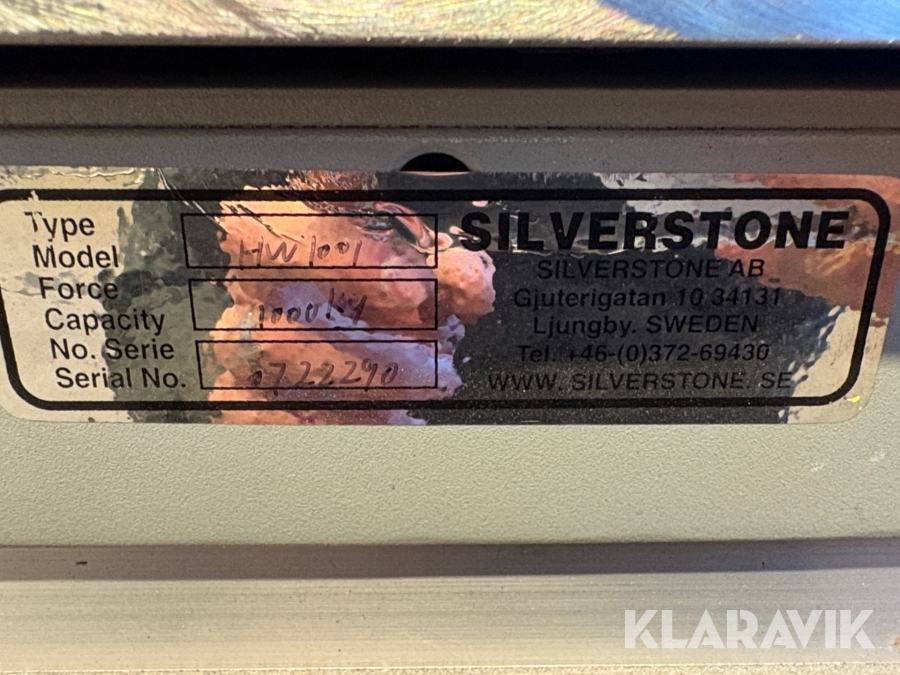 Type
Model HW1001
Force
Capacity 1000kg
No. Serie
Serial No. 0722290
SILVERSTONE
SILVERSTONE AB
Gjuterigatan 10 34131
Ljungby. SWEDEN
Tel. +46-(0)372-69430
WWW. SILVERSTONE. SE
KLARAVIK